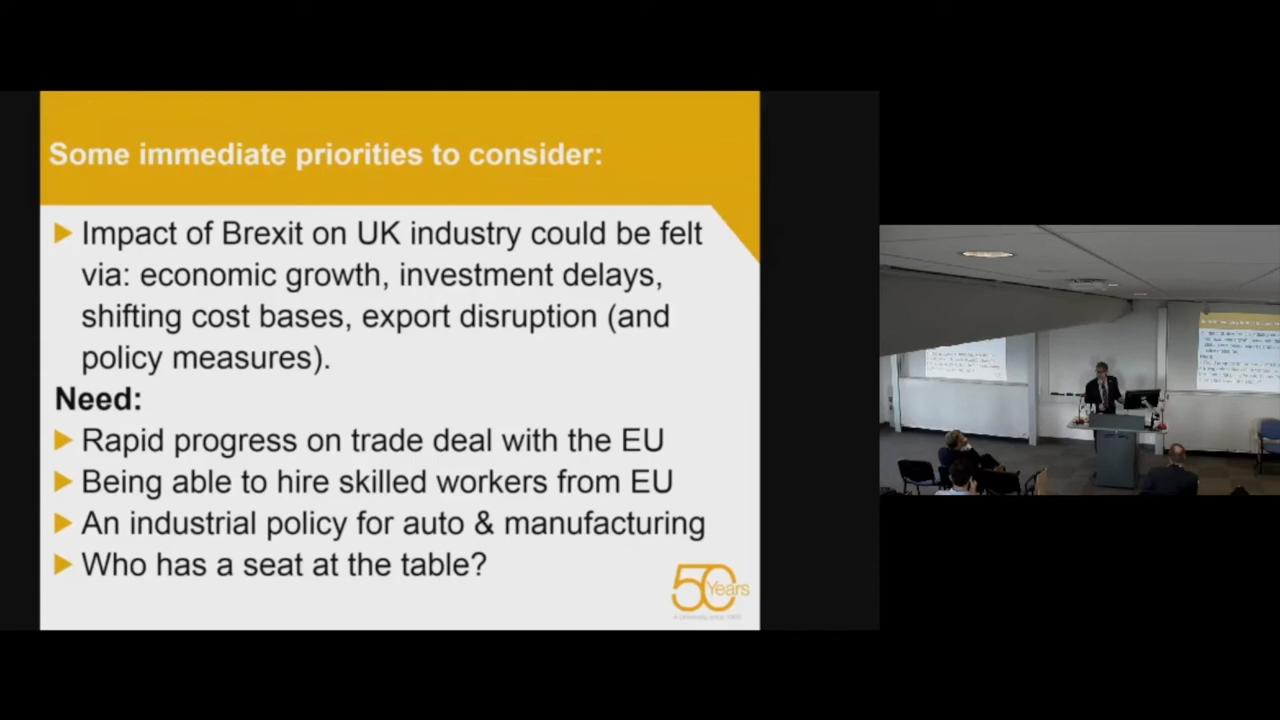 Some immediate priorities to consider:
Impact of Brexit on UK industry could be felt
via: economic growth, investment delays,
shifting cost bases, export disruption (and
policy measures).
Need:
Rapid progress on trade deal with the EU
Being able to hire skilled workers from EU
An industrial policy for auto & manufacturing
Who has a seat at the table?
50
Years
A University since